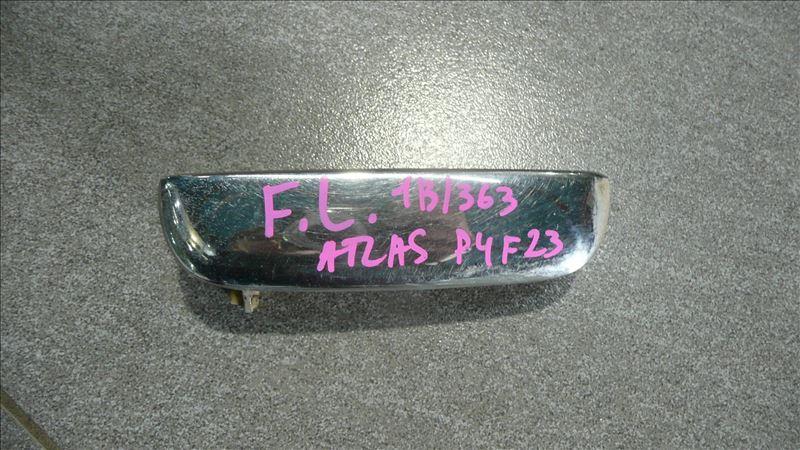 F.L. 1B/363
ATLAS P4F23